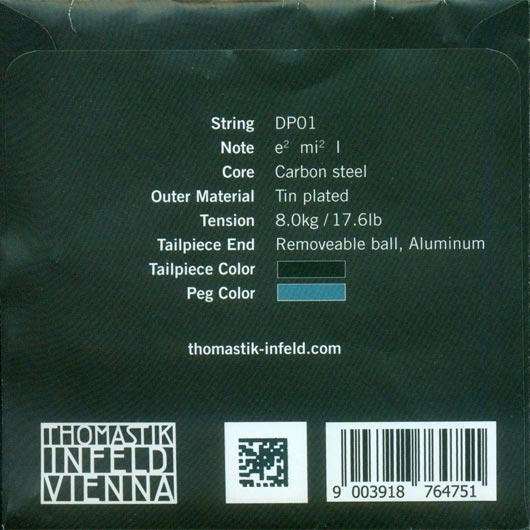 String DP01
Note e² mi² I
Core Carbon steel
Outer Material Tin plated
Tension 8.0kg / 17.6lb
Tailpiece End Removeable ball, Aluminum
Tailpiece Color
Peg Color
thomastik-infeld.com
THOMASTIK
INFELD
VIENNA
9 003918 764751